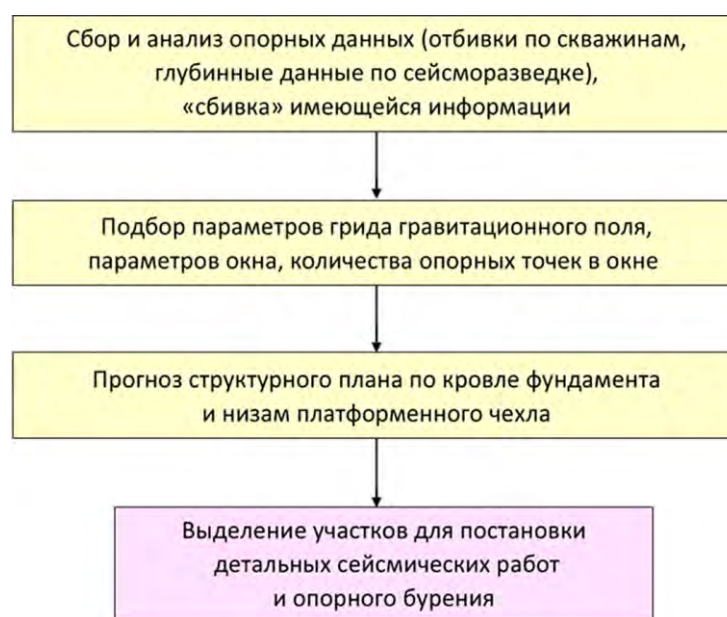 Сбор и анализ опорных данных (отбивки по скважинам,
глубинные данные по сейсморазведке),
«сбивка» имеющейся информации
Подбор параметров грида гравитационного поля,
параметров окна, количества опорных точек в окне
Прогноз структурного плана по кровле фундамента
и низам платформенного чехла
Выделение участков для постановки
детальных сейсмических работ
и опорного бурения